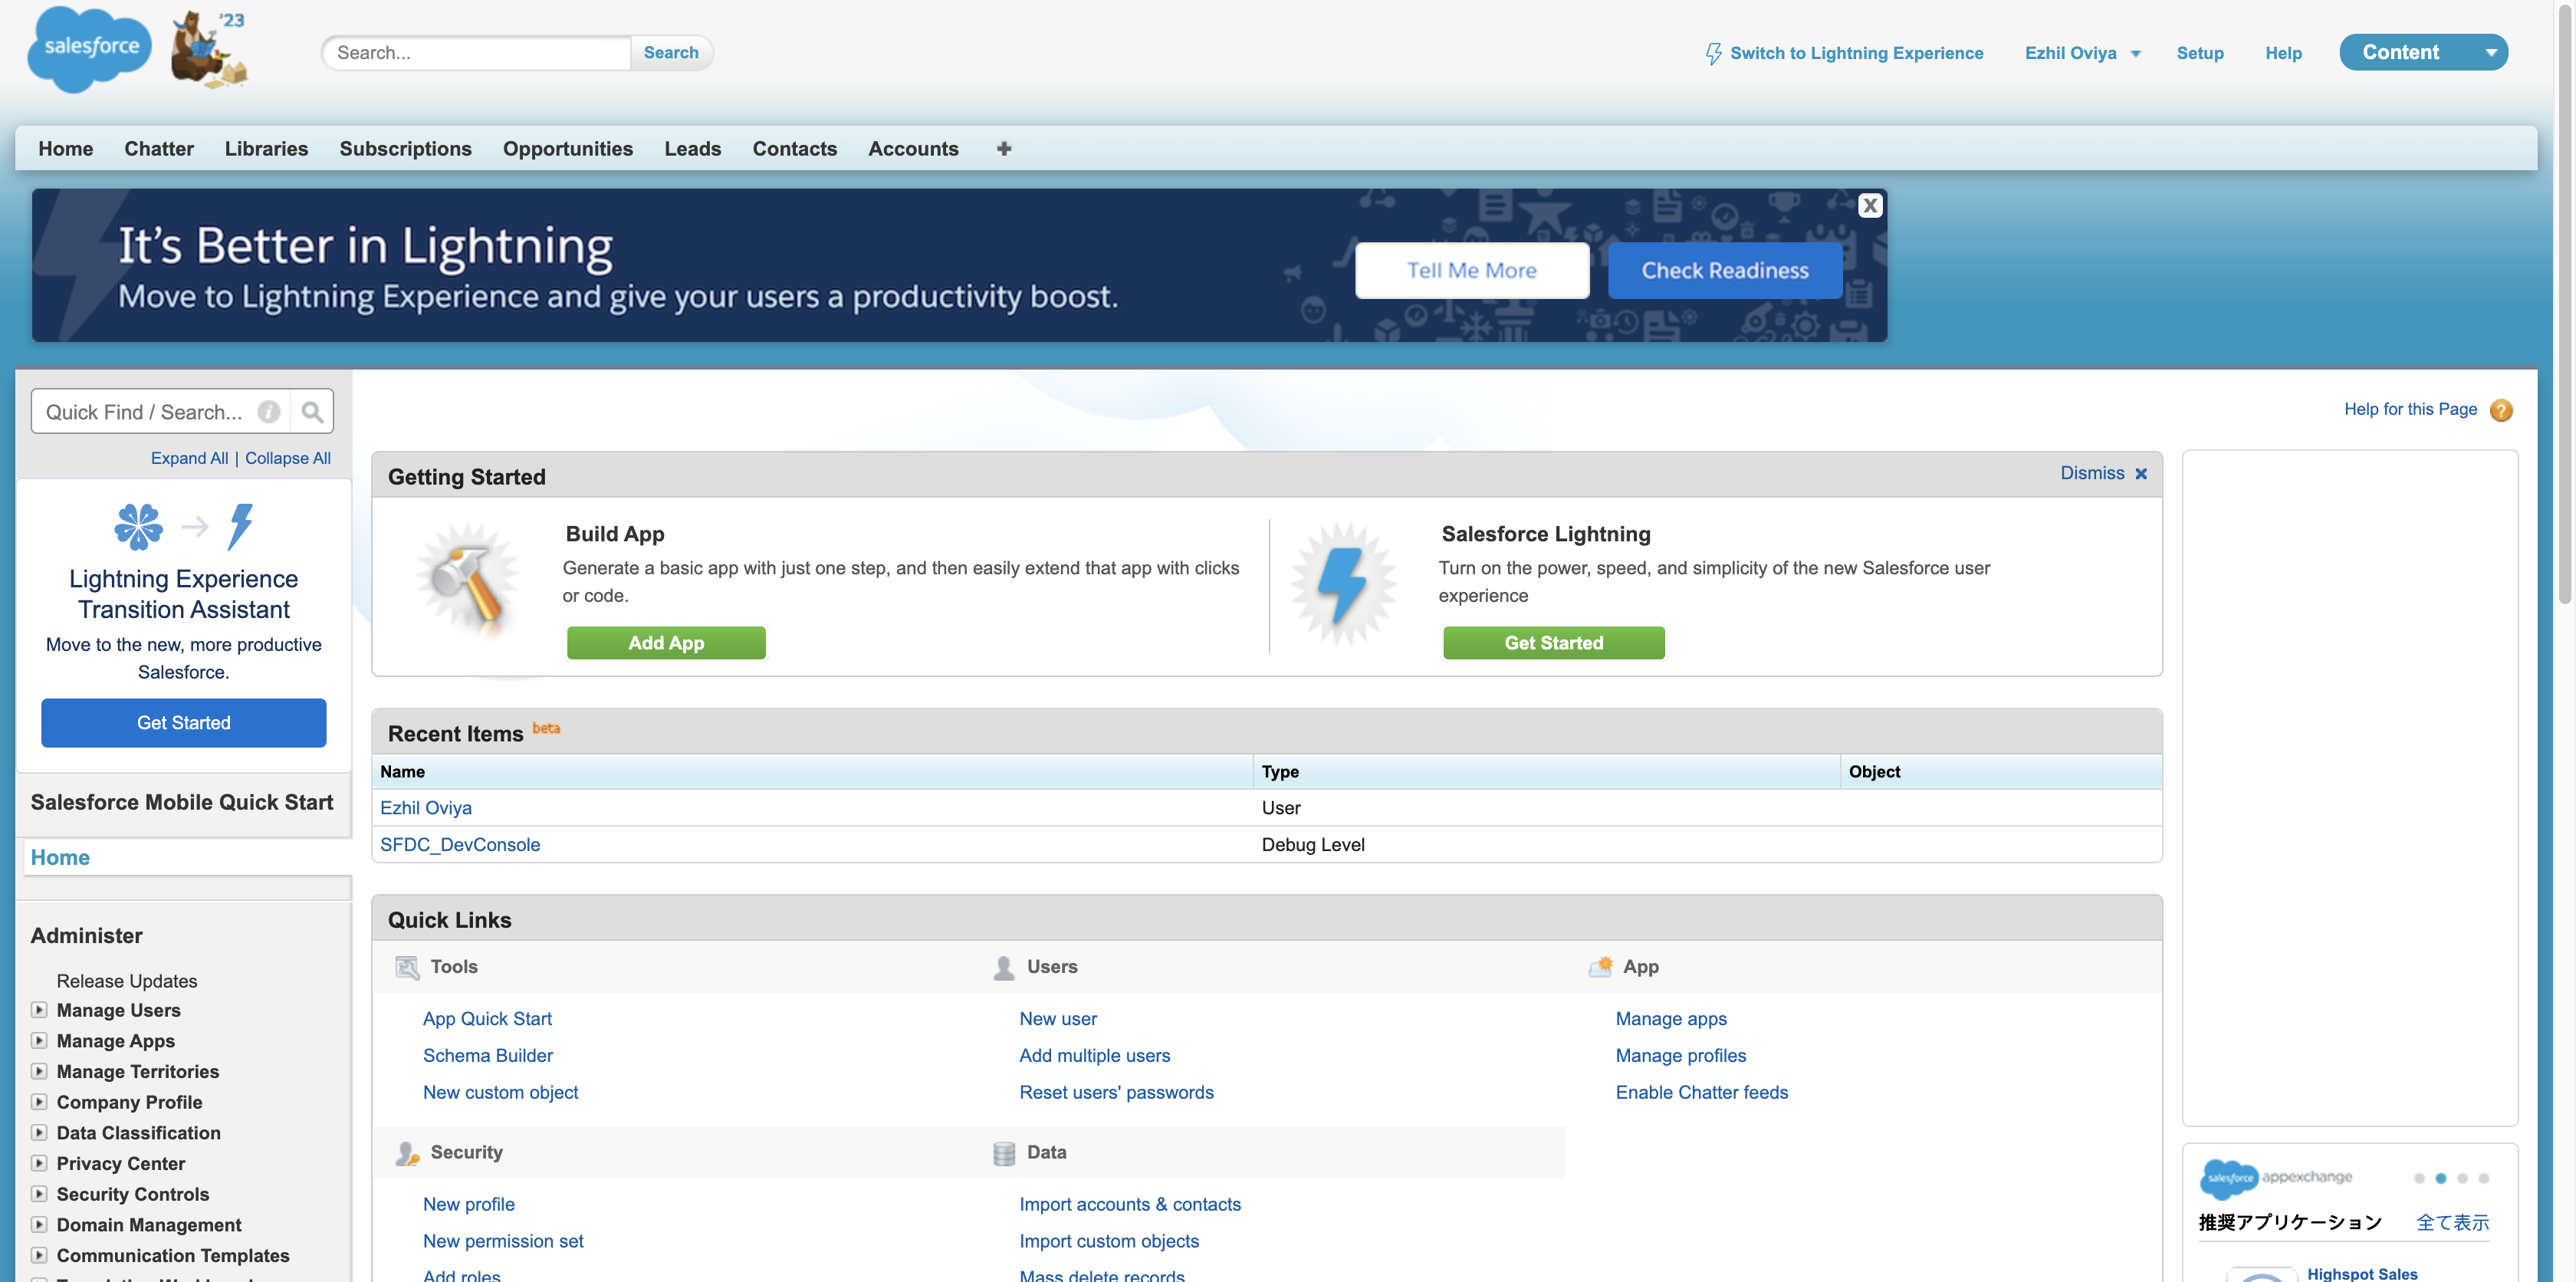 salesforce
'23
Search...
Search
Switch to Lightning Experience
Ezhil Oviya
Setup
Help
Content
Home
Chatter
Libraries
Subscriptions
Opportunities
Leads
Contacts
Accounts
It's Better in Lightning
Move to Lightning Experience and give your users a productivity boost.
Tell Me More
Check Readiness
X
Quick Find / Search...
Expand All | Collapse All
Lightning Experience
Transition Assistant
Move to the new, more productive
Salesforce.
Get Started
Salesforce Mobile Quick Start
Home
Administer
Release Updates
Manage Users
Manage Apps
Manage Territories
Company Profile
Data Classification
Privacy Center
Security Controls
Domain Management
Communication Templates
Help for this Page
Getting Started
Dismiss
Build App
Generate a basic app with just one step, and then easily extend that app with clicks
or code.
Add App
Salesforce Lightning
Turn on the power, speed, and simplicity of the new Salesforce user
experience
Get Started
Recent Items beta
Name
Type
Object
Ezhil Oviya
User
SFDC_DevConsole
Debug Level
Quick Links
Tools
App Quick Start
Schema Builder
New custom object
Users
New user
Add multiple users
Reset users' passwords
App
Manage apps
Manage profiles
Enable Chatter feeds
Security
New profile
New permission set
Add roles
Data
Import accounts & contacts
Import custom objects
Mass delete records
salesforce appexchange
推奨アプリケーション
全て表示
Highspot Sales